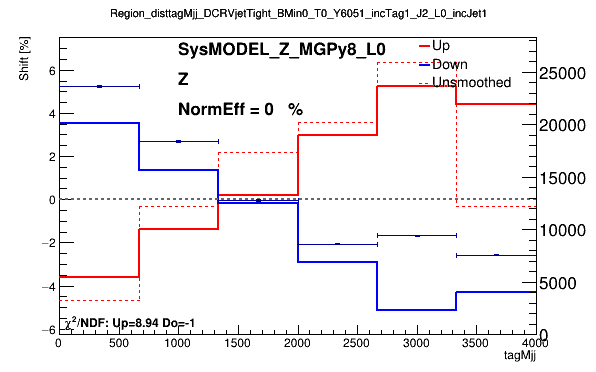 Region_disttagMjj_DCRVjetTight_BMin0_T0_Y6051_incTag1_J2_L0_incJet1
Shift [%]
SysMODEL_Z_MGPy8_L0
Z
NormEff = 0 %
Up
Down
Unsmoothed
6
4
2
0
−2
−4
−6
25000
20000
15000
10000
5000
0
χ²/NDF: Up=8.94 Do=-1
0 500 1000 1500 2000 2500 3000 3500 4000
tagMjj